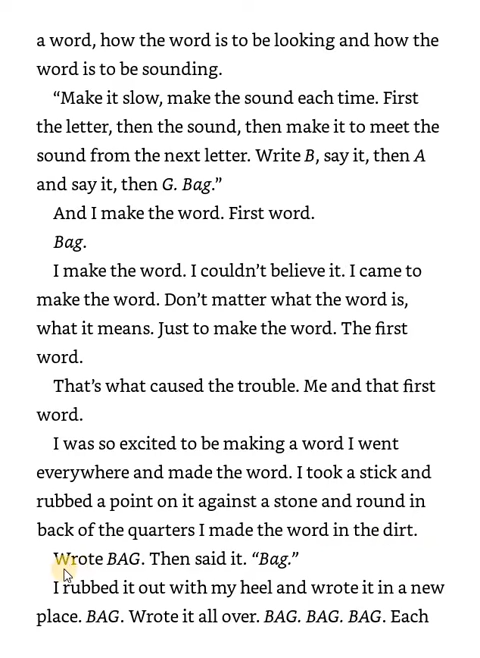 a word, how the word is to be looking and how the
word is to be sounding.
“Make it slow, make the sound each time. First
the letter, then the sound, then make it to meet the
sound from the next letter. Write B, say it, then A
and say it, then G. Bag.”
And I make the word. First word.
Bag.
I make the word. I couldn’t believe it. I came to
make the word. Don’t matter what the word is,
what it means. Just to make the word. The first
word.
That’s what caused the trouble. Me and that first
word.
I was so excited to be making a word I went
everywhere and made the word. I took a stick and
rubbed a point on it against a stone and round in
back of the quarters I made the word in the dirt.
Wrote BAG. Then said it. “Bag.”
I rubbed it out with my heel and wrote it in a new
place. BAG. Wrote it all over. BAG. BAG. BAG. Each